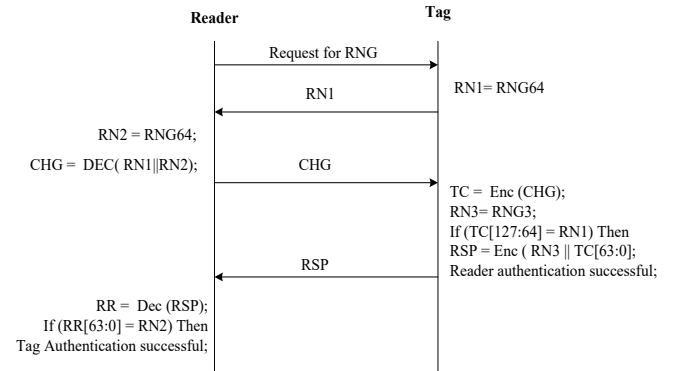 Reader
Tag
Request for RNG
RN1= RNG64
RN1
RN2 = RNG64;
CHG = DEC( RN1||RN2);
CHG
TC = Enc (CHG);
RN3= RNG3;
If (TC[127:64] = RN1) Then
RSP = Enc ( RN3 || TC[63:0];
Reader authentication successful;
RSP
RR = Dec (RSP);
If (RR[63:0] = RN2) Then
Tag Authentication successful;